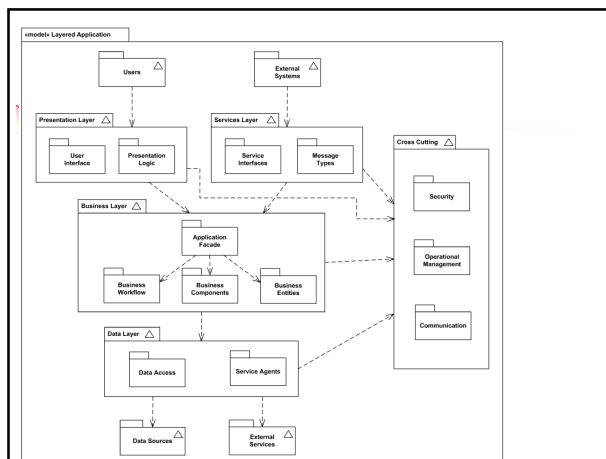 «model» Layered Application
Users
External
Systems
Presentation Layer
Services Layer
Cross Cutting
User
Interface
Presentation
Logic
Service
Interfaces
Message
Types
Security
Business Layer
Application
Facade
Operational
Management
Business
Workflow
Business
Components
Business
Entities
Communication
Data Layer
Data Access
Service Agents
Data Sources
External
Services